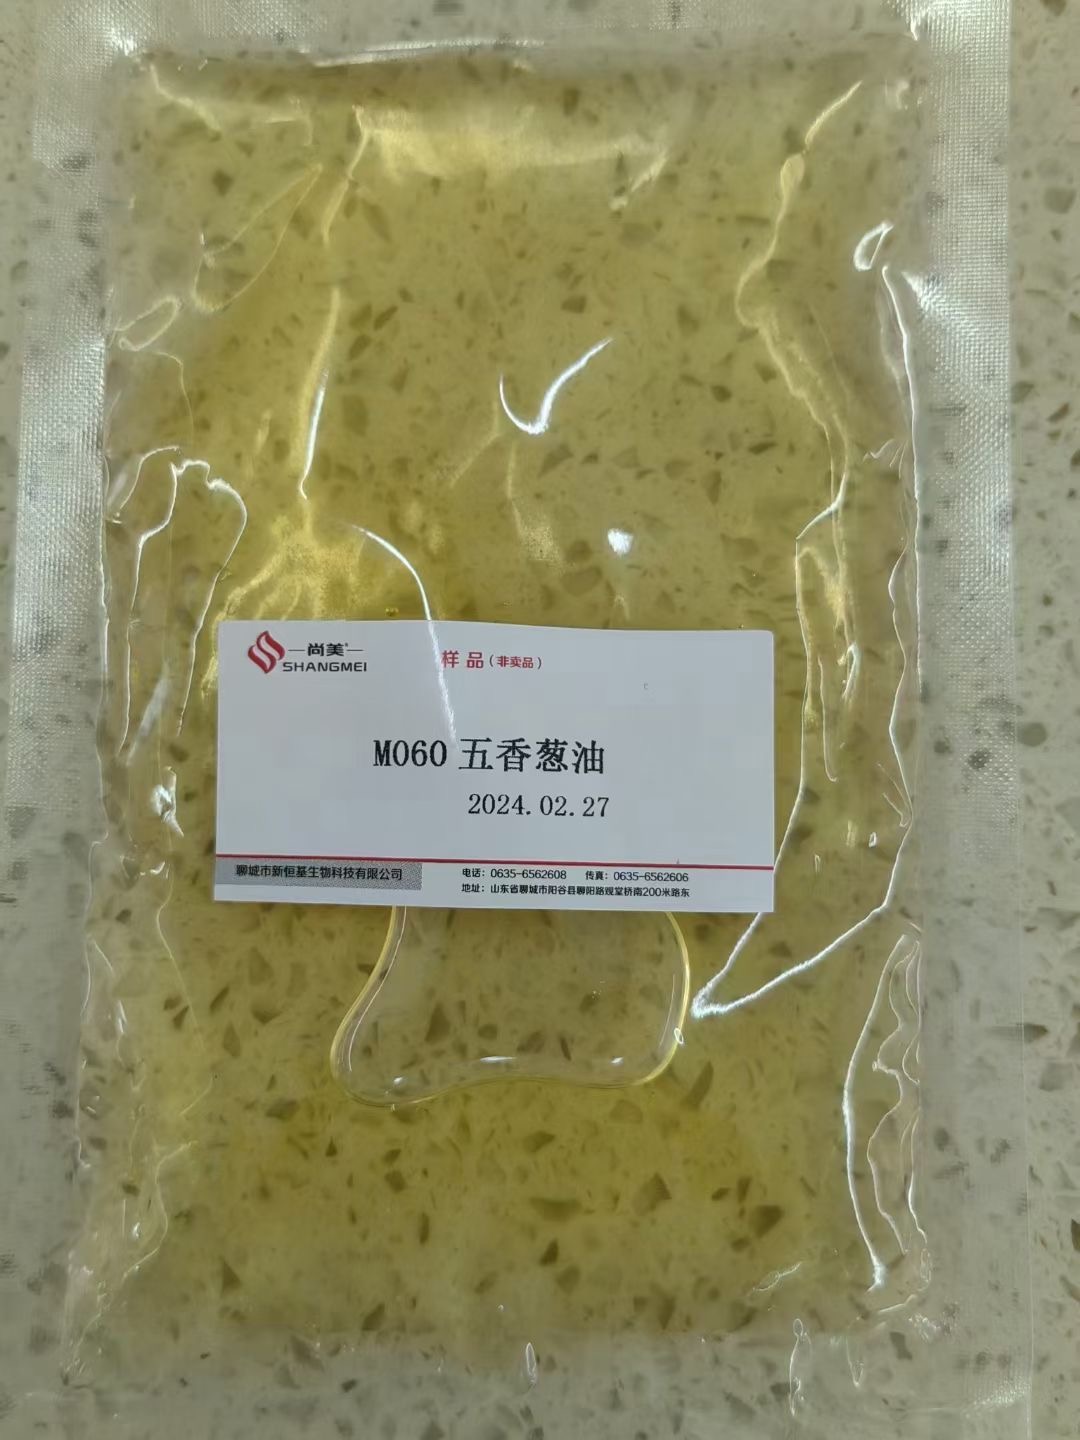 尚美®
SHANGMEI
样品(非卖品)
M060 五香葱油
2024.02.27
聊城市新恒基生物科技有限公司
电话:0635-6562608 传真:0635-6562606
地址:山东省聊城市阳谷县聊阳路观堂桥南200米路东